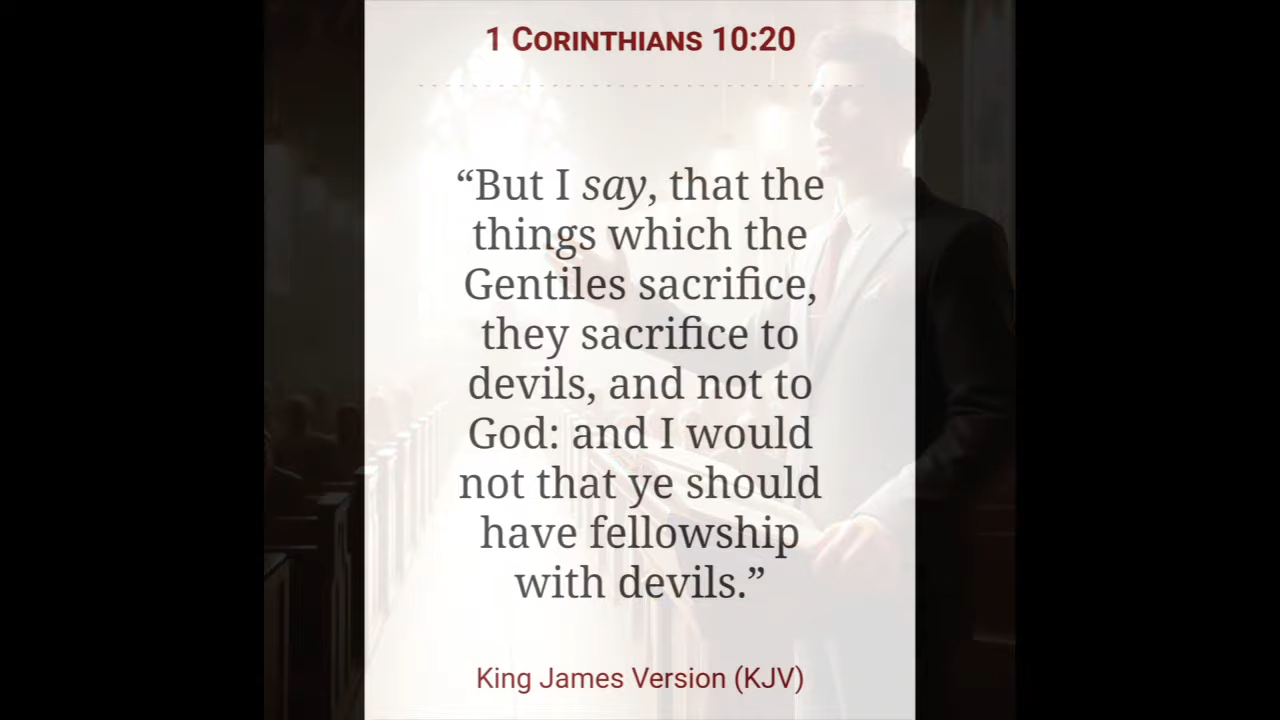 1 Corinthians 10:20
“But I say, that the
things which the
Gentiles sacrifice,
they sacrifice to
devils, and not to
God: and I would
not that ye should
have fellowship
with devils.”
King James Version (KJV)